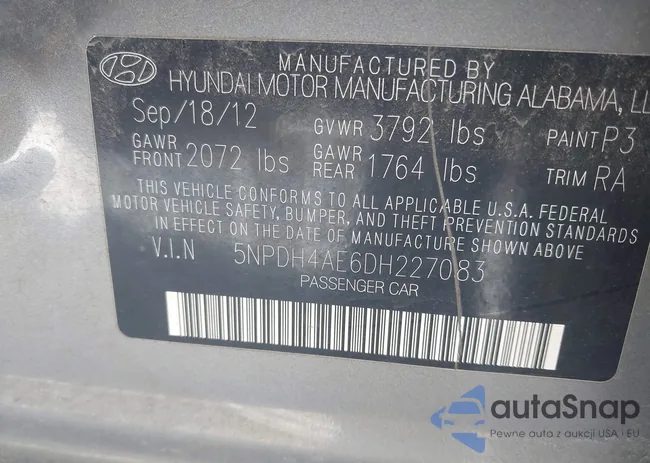 MANUFACTURED BY
HYUNDAI MOTOR MANUFACTURING ALABAMA,
Sep/18/12 GVWR 3792 lbs PAINT P3
GAWR FRONT 2072 lbs GAWR REAR 1764 lbs TRIM RA
THIS VEHICLE CONFORMS TO ALL APPLICABLE U.S.A. FEDERAL
MOTOR VEHICLE SAFETY, BUMPER, AND THEFT PREVENTION STANDARDS
IN EFFECT ON THE DATE OF MANUFACTURE SHOWN ABOVE
V.I.N 5NPDH4AE6DH227083
PASSENGER CAR
autoSnap
Pewne auta z aukcji USA i EU